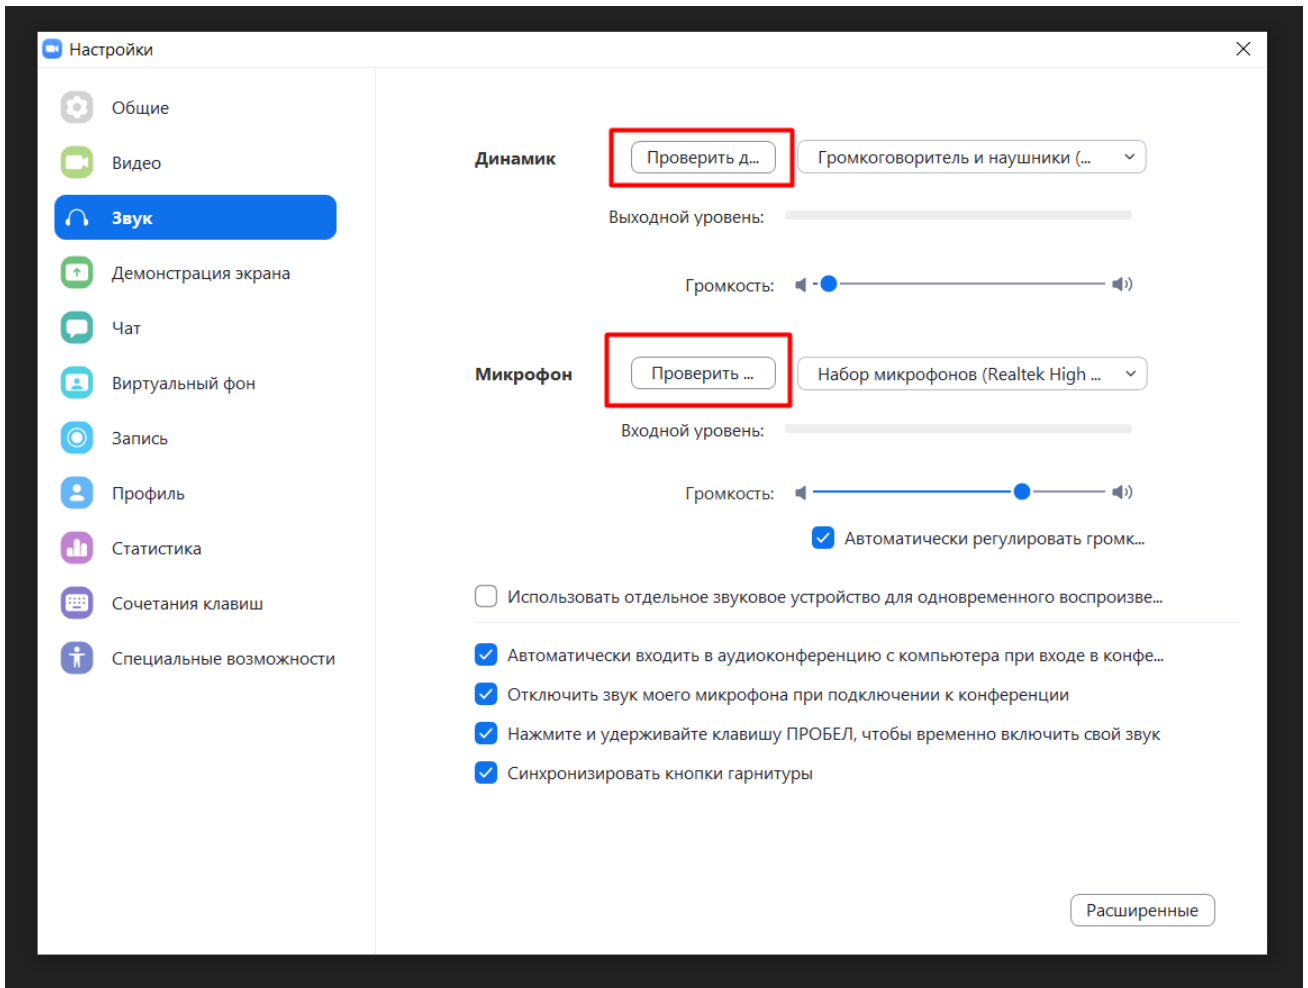 Настройки
Общие
Видео
Звук
Демонстрация экрана
Чат
Виртуальный фон
Запись
Профиль
Статистика
Сочетания клавиш
Специальные возможности
Динамик Проверить д... Громкоговоритель и наушники (...
Выходной уровень:
Громкость:
Микрофон Проверить ... Набор микрофонов (Realtek High ...
Входной уровень:
Громкость:
Автоматически регулировать громк...
Использовать отдельное звуковое устройство для одновременного воспроизве...
Автоматически входить в аудиоконференцию с компьютера при входе в конфе...
Отключить звук моего микрофона при подключении к конференции
Нажмите и удерживайте клавишу ПРОБЕЛ, чтобы временно включить свой звук
Синхронизировать кнопки гарнитуры
Расширенные